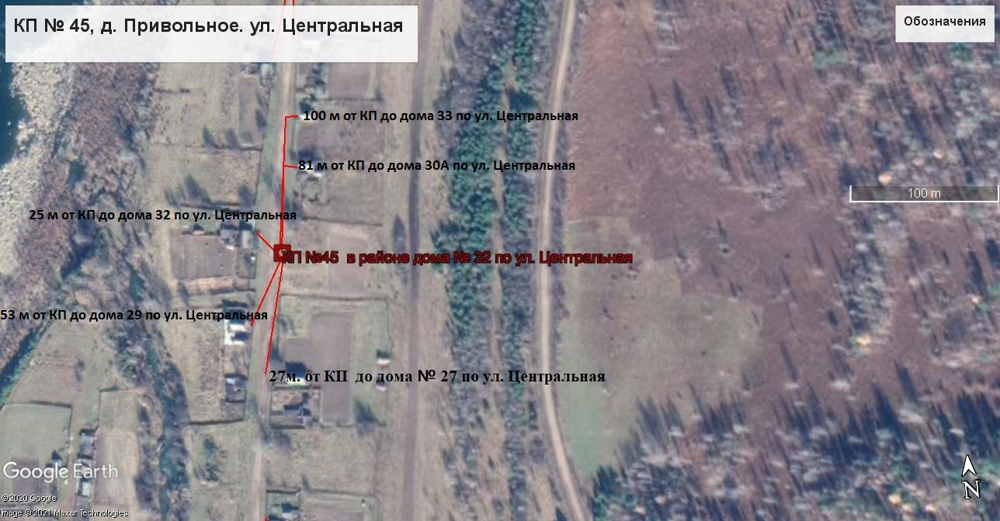 КП № 45, д. Привольное. ул. Центральная
Обозначения
100 м от КП до дома 33 по ул. Центральная
81 м от КП до дома 30А по ул. Центральная
100 m
25 м от КП до дома 32 по ул. Центральная
КП №45 в районе дома № 32 по ул. Центральная
53 м от КП до дома 29 по ул. Центральная
27м. от КП до дома № 27 по ул. Центральная
Google Earth
N
©2020 Google
mage © 2021 Maxar Technologies